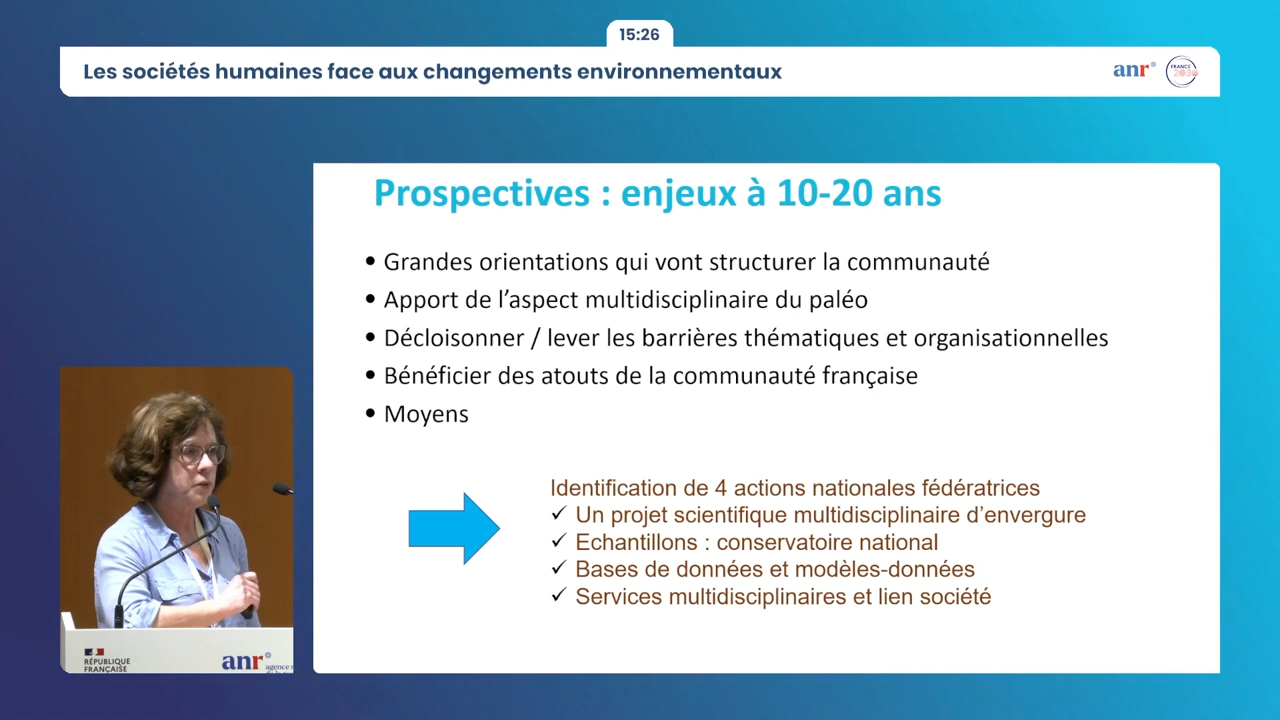 15:26
Les sociétés humaines face aux changements environnementaux
anr
FRANCE
2030
Prospectives : enjeux à 10-20 ans
• Grandes orientations qui vont structurer la communauté
• Apport de l’aspect multidisciplinaire du paléo
• Décloisonner / lever les barrières thématiques et organisationnelles
• Bénéficier des atouts de la communauté française
• Moyens
Identification de 4 actions nationales fédératrices
✓ Un projet scientifique multidisciplinaire d’envergure
✓ Echantillons : conservatoire national
✓ Bases de données et modèles-données
✓ Services multidisciplinaires et lien société
RÉPUBLIQUE
FRANÇAISE
anr
agence